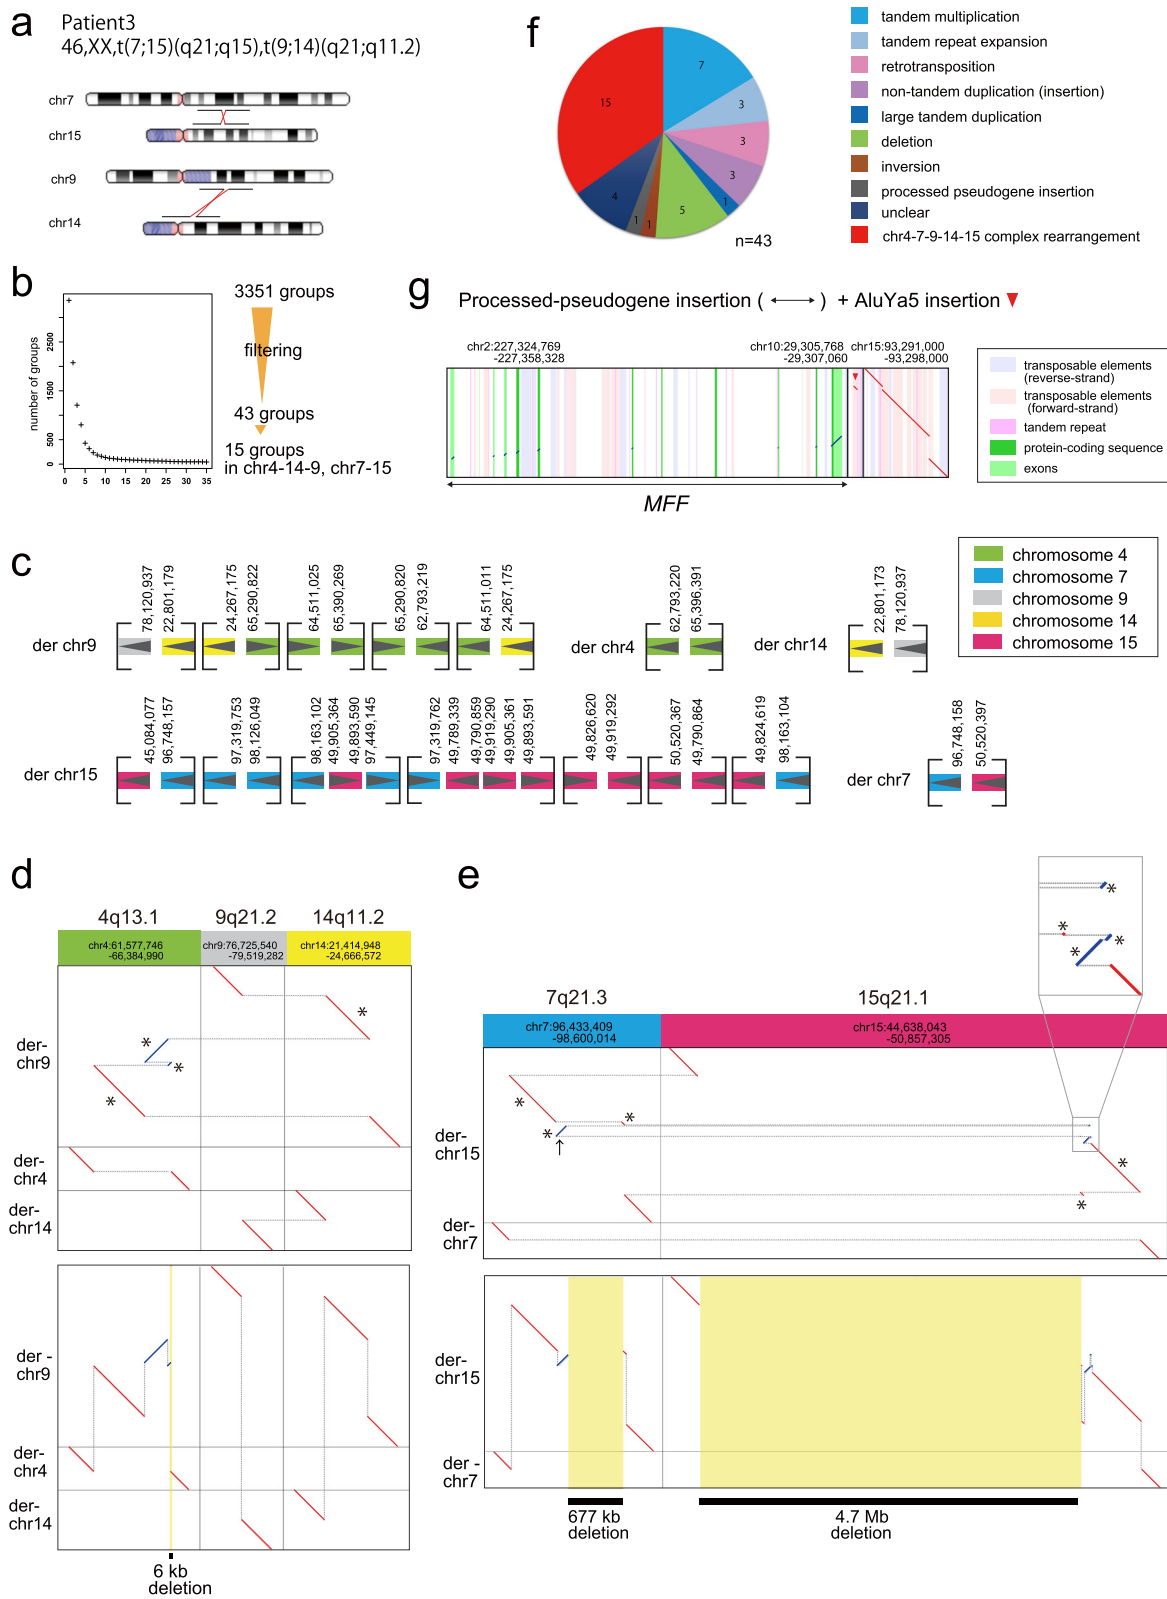 a
Patient3
46,XX,t(7;15)(q21;q15),t(9;14)(q21;q11.2)
chr7
chr15
chr9
chr14
f
7
3
3
3
1
5
1
1
4
15
n=43
tandem multiplication
tandem repeat expansion
retrotransposition
non-tandem duplication (insertion)
large tandem duplication
deletion
inversion
processed pseudogene insertion
unclear
chr4-7-9-14-15 complex rearrangement
b
number of groups
2500
1500
500
0
0 5 10 15 20 25 30 35
3351 groups
filtering
43 groups
15 groups
in chr4-14-9, chr7-15
g
Processed-pseudogene insertion ( ⟷ ) + AluYa5 insertion
chr2:227,324,769
-227,358,328
chr10:29,305,768
-29,307,060
chr15:93,291,000
-93,298,000
MFF
transposable elements
(reverse-strand)
transposable elements
(forward-strand)
tandem repeat
protein-coding sequence
exons
c
chromosome 4
chromosome 7
chromosome 9
chromosome 14
chromosome 15
der chr9
78,120,937
22,801,179
24,267,175
65,290,822
64,511,025
65,390,269
65,290,820
62,793,219
64,511,011
24,267,175
der chr4
62,793,220
65,396,391
der chr14
22,801,173
78,120,937
der chr15
45,084,077
96,748,157
97,319,753
98,126,049
98,163,102
49,905,364
49,893,590
97,449,145
97,319,762
49,789,339
49,790,859
49,919,290
49,905,361
49,893,591
49,826,620
49,919,292
50,520,367
49,790,864
49,824,619
98,163,104
der chr7
96,748,158
50,520,397
d
4q13.1
9q21.2
14q11.2
chr4:61,577,746
-66,384,990
chr9:76,725,540
-79,519,282
chr14:21,414,948
-24,666,572
der-
chr9
*
*
*
*
der-
chr4
der-
chr14
der -
chr9
der-
chr4
der-
chr14
6 kb
deletion
e
*
*
*
*
7q21.3
15q21.1
chr7:96,433,409
-98,600,014
chr15:44,638,043
-50,857,305
der-
chr15
*
*
*
*
*
der-
chr7
der-
chr15
der -
chr7
677 kb
deletion
4.7 Mb
deletion